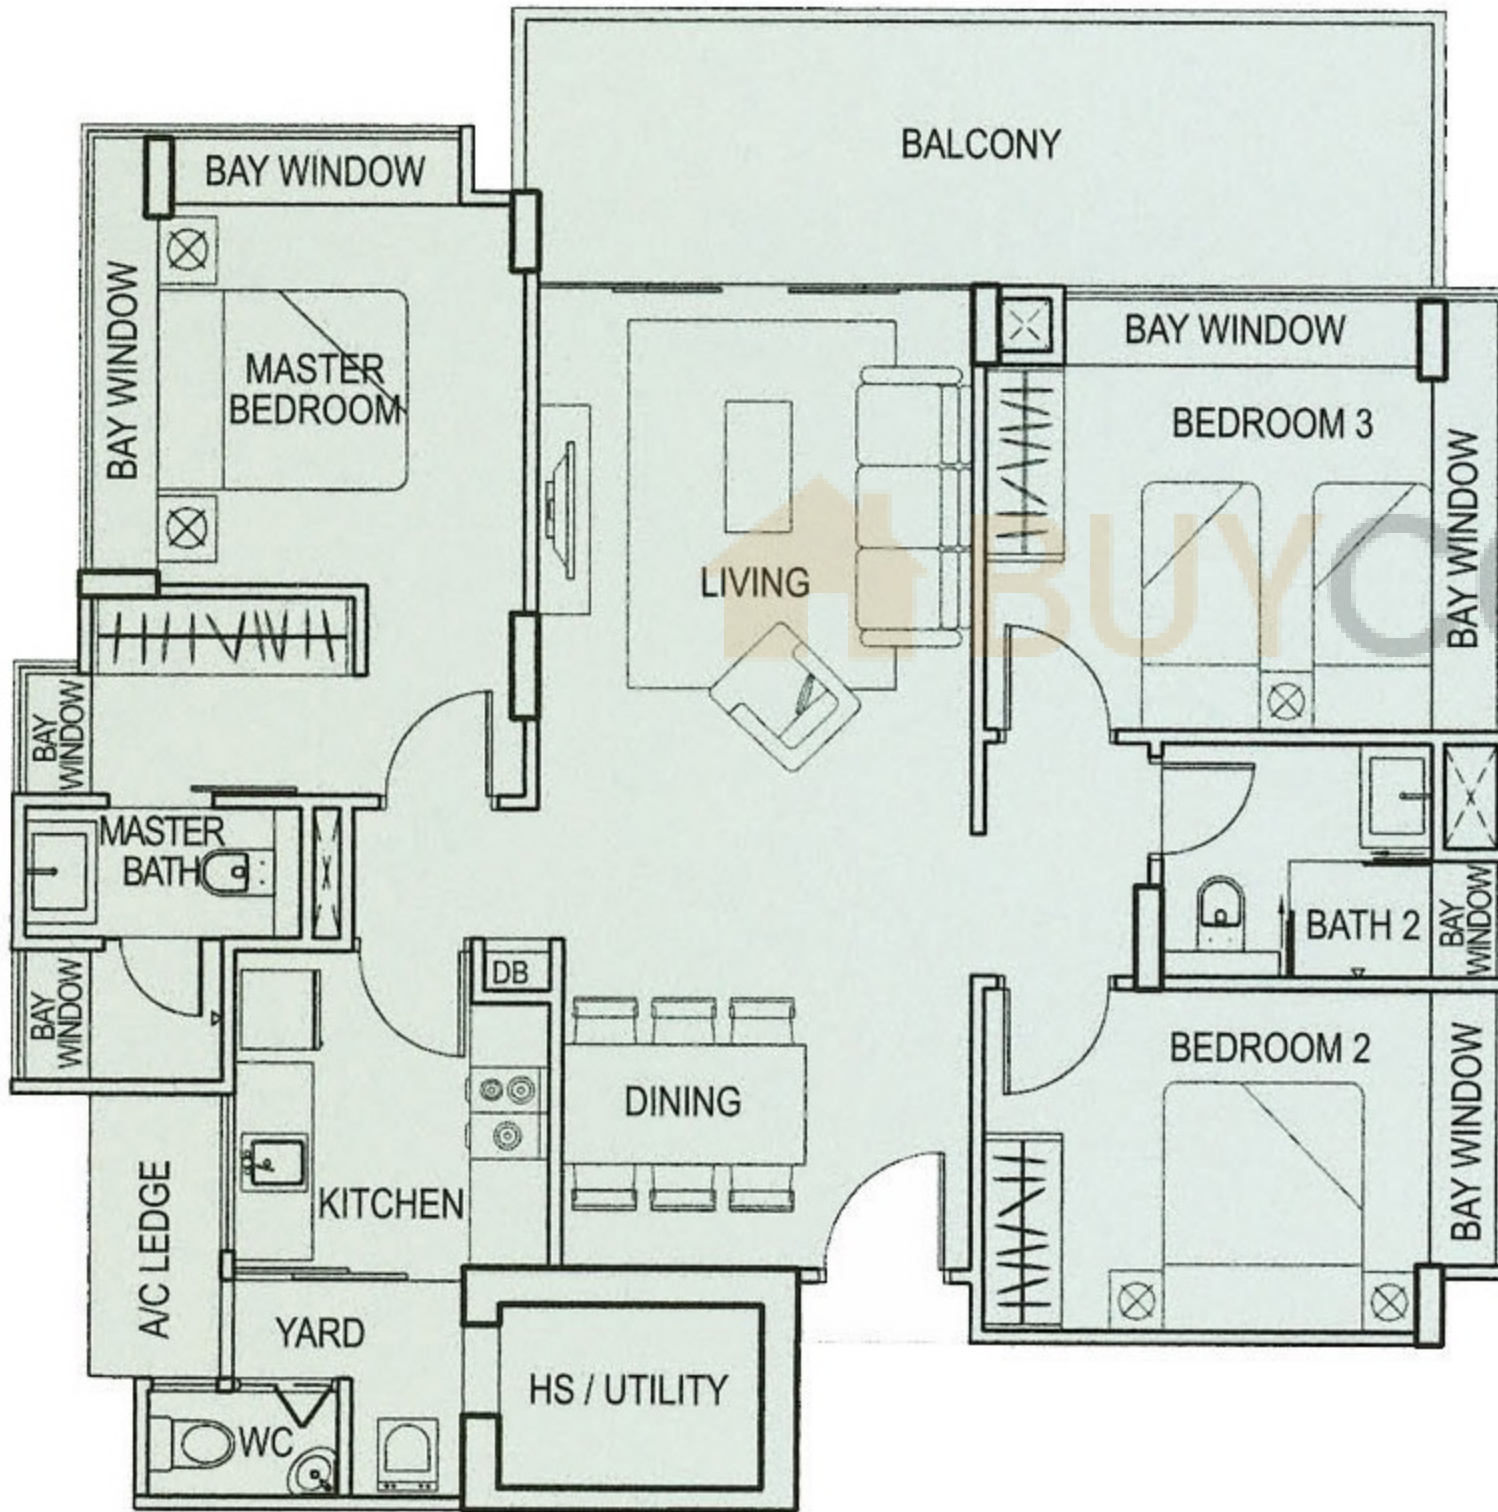 BALCONY
BAY WINDOW
BAY WINDOW
MASTER
BEDROOM
BAY WINDOW
BEDROOM 3
BAY WINDOW
LIVING
BUY
BAY
WINDOW
MASTER
BATH
BATH 2
BAY
WINDOW
DB
BAY
WINDOW
BEDROOM 2
BAY WINDOW
DINING
KITCHEN
A/C LEDGE
YARD
HS / UTILITY
WC